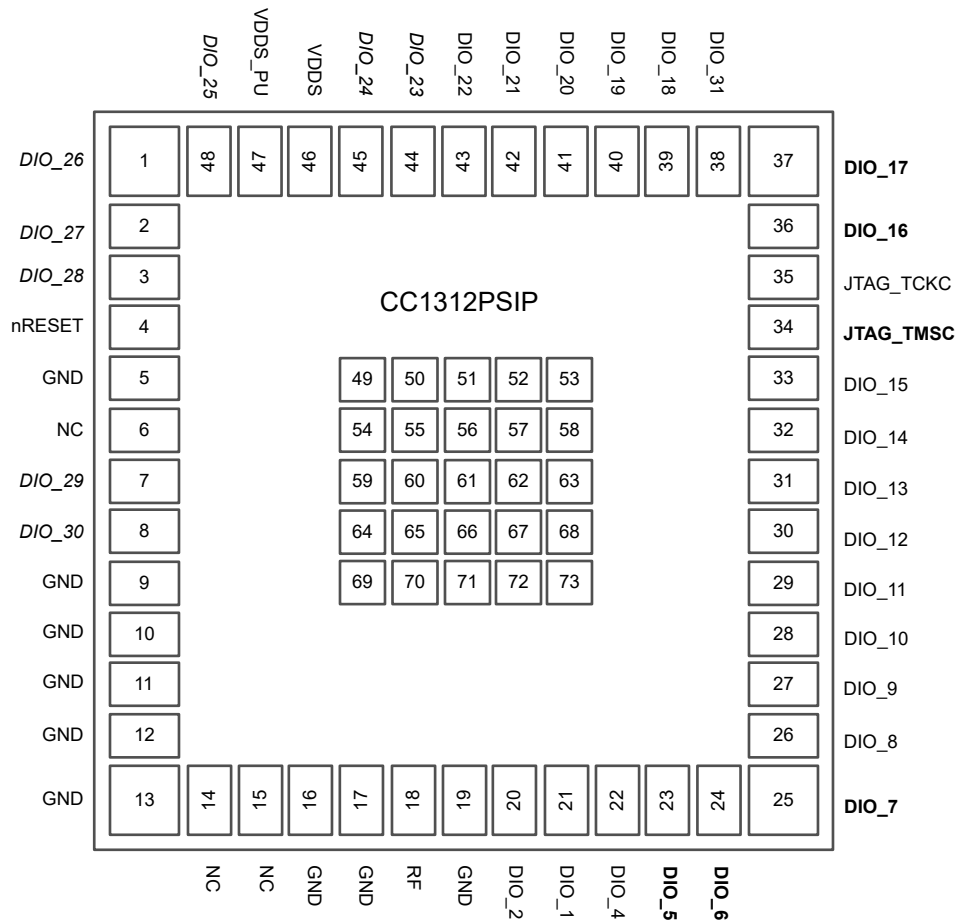 DIO_25
VDDS_PU
VDDS
DIO_24
DIO_23
DIO_22
DIO_21
DIO_20
DIO_19
DIO_18
DIO_31
DIO_26 1 48 47 46 45 44 43 42 41 40 39 38 37 DIO_17
DIO_27 2 36 DIO_16
DIO_28 3 35 JTAG_TCKC
CC1312PSIP
nRESET 4 34 JTAG_TMSC
GND 5 49 50 51 52 53 33 DIO_15
NC 6 54 55 56 57 58 32 DIO_14
DIO_29 7 59 60 61 62 63 31 DIO_13
DIO_30 8 64 65 66 67 68 30 DIO_12
GND 9 69 70 71 72 73 29 DIO_11
GND 10 28 DIO_10
GND 11 27 DIO_9
GND 12 26 DIO_8
GND 13 14 15 16 17 18 19 20 21 22 23 24 25 DIO_7
NC
NC
GND
GND
RF
GND
DIO_2
DIO_1
DIO_4
DIO_5
DIO_6